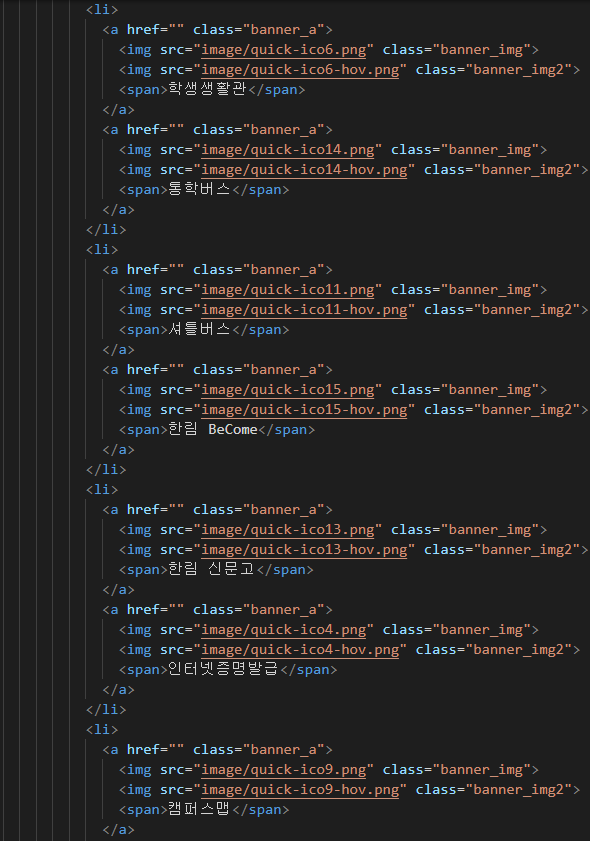 <li>
<a href="" class="banner_a">
<img src="image/quick-ico6.png" class="banner_img">
<img src="image/quick-ico6-hov.png" class="banner_img2">
<span>학생생활관</span>
</a>
<a href="" class="banner_a">
<img src="image/quick-ico14.png" class="banner_img">
<img src="image/quick-ico14-hov.png" class="banner_img2">
<span>통학버스</span>
</a>
</li>
<li>
<a href="" class="banner_a">
<img src="image/quick-ico11.png" class="banner_img">
<img src="image/quick-ico11-hov.png" class="banner_img2">
<span>셔틀버스</span>
</a>
<a href="" class="banner_a">
<img src="image/quick-ico15.png" class="banner_img">
<img src="image/quick-ico15-hov.png" class="banner_img2">
<span>한림 BeCome</span>
</a>
</li>
<li>
<a href="" class="banner_a">
<img src="image/quick-ico13.png" class="banner_img">
<img src="image/quick-ico13-hov.png" class="banner_img2">
<span>한림 신문고</span>
</a>
<a href="" class="banner_a">
<img src="image/quick-ico4.png" class="banner_img">
<img src="image/quick-ico4-hov.png" class="banner_img2">
<span>인터넷증명발급</span>
</a>
</li>
<li>
<a href="" class="banner_a">
<img src="image/quick-ico9.png" class="banner_img">
<img src="image/quick-ico9-hov.png" class="banner_img2">
<span>캠퍼스맵</span>
</a>